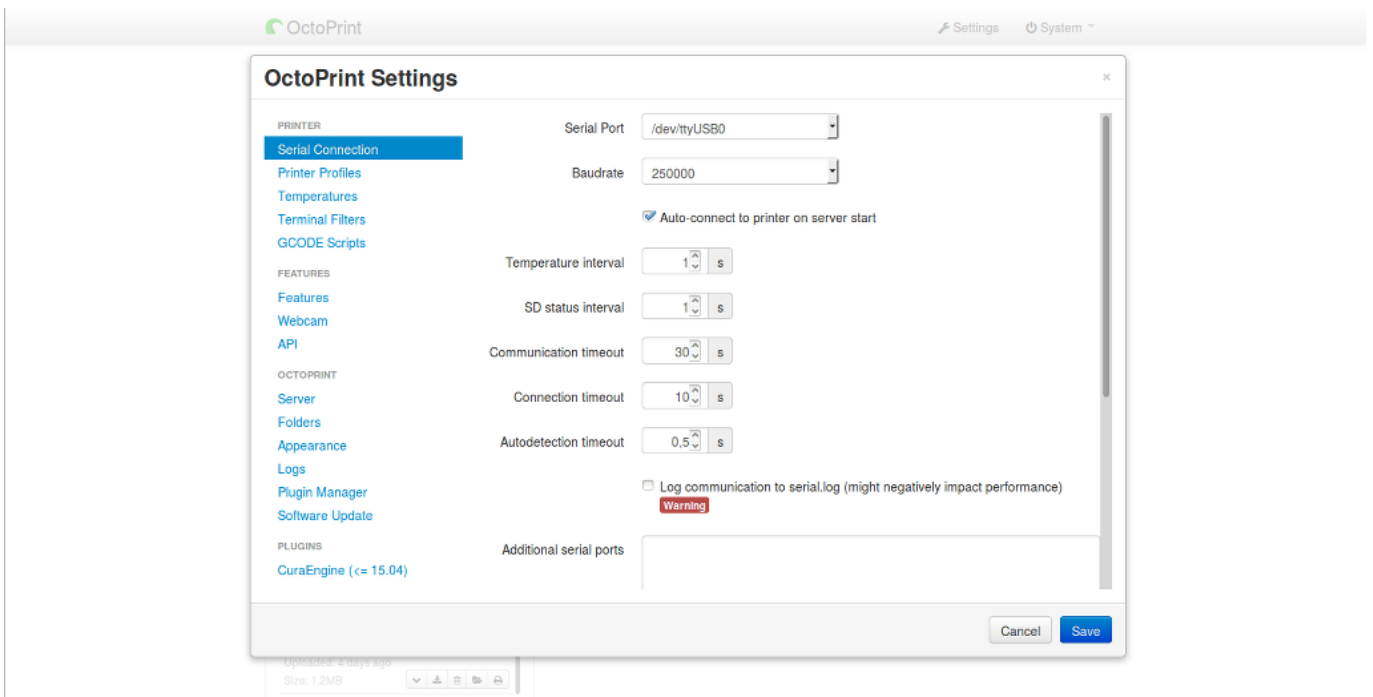 OctoPrint
Settings
System
OctoPrint Settings
×
PRINTER
Serial Connection
Printer Profiles
Temperatures
Terminal Filters
GCODE Scripts
FEATURES
Features
Webcam
API
OCTOPRINT
Server
Folders
Appearance
Logs
Plugin Manager
Software Update
PLUGINS
CuraEngine (<= 15.04)
Serial Port /dev/ttyUSB0
Baudrate 250000
Auto-connect to printer on server start
Temperature interval 1 s
SD status interval 1 s
Communication timeout 30 s
Connection timeout 10 s
Autodetection timeout 0,5 s
Log communication to serial.log (might negatively impact performance)
Warning
Additional serial ports
Cancel Save
Uploaded: 4 days ago
Size: 1.2MB